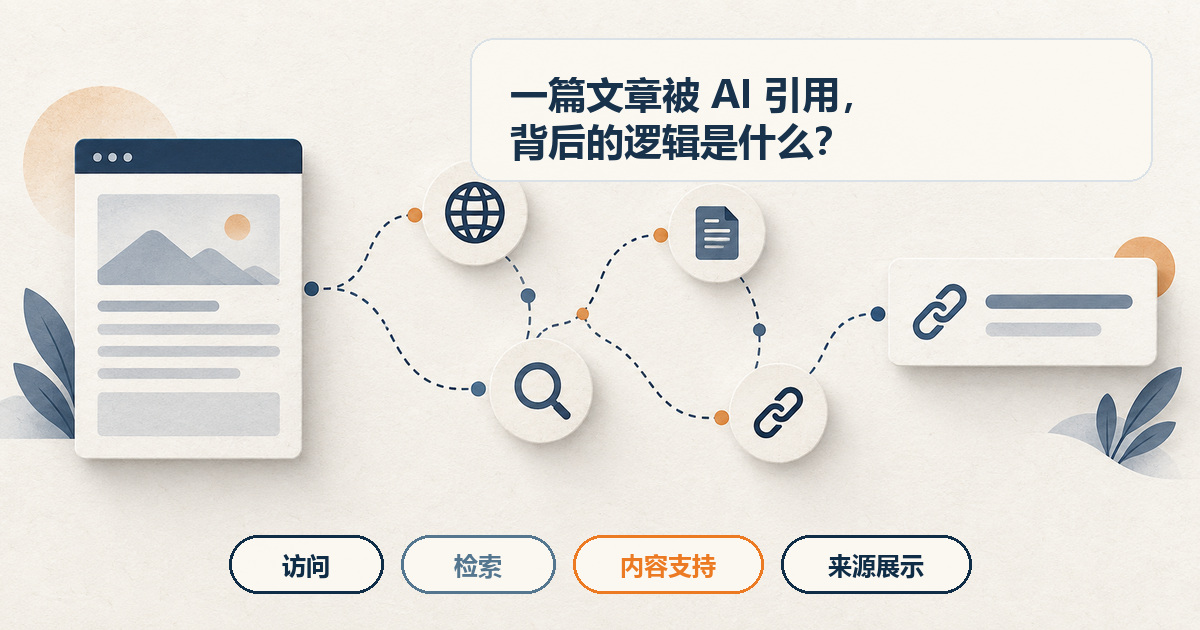 一篇文章被 AI 引用，
背后的逻辑是什么？
访问
检索
内容支持
来源展示